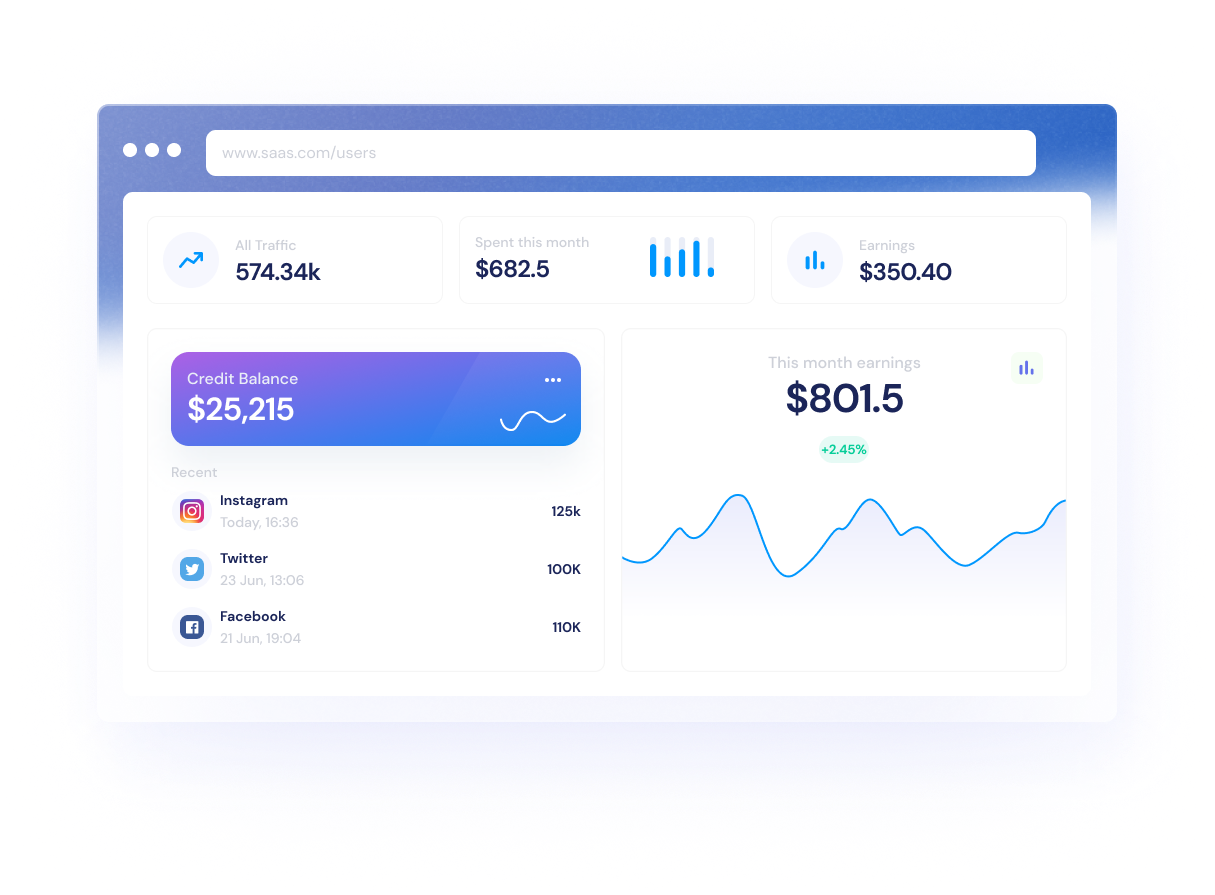 www.saas.com/users
All Traffic
574.34k
Spent this month
$682.5
Earnings
$350.40
Credit Balance
$25,215
Recent
Instagram
Today, 16:36
125k
Twitter
23 Jun, 13:06
100K
Facebook
21 Jun, 19:04
110K
This month earnings
$801.5
+2.45%